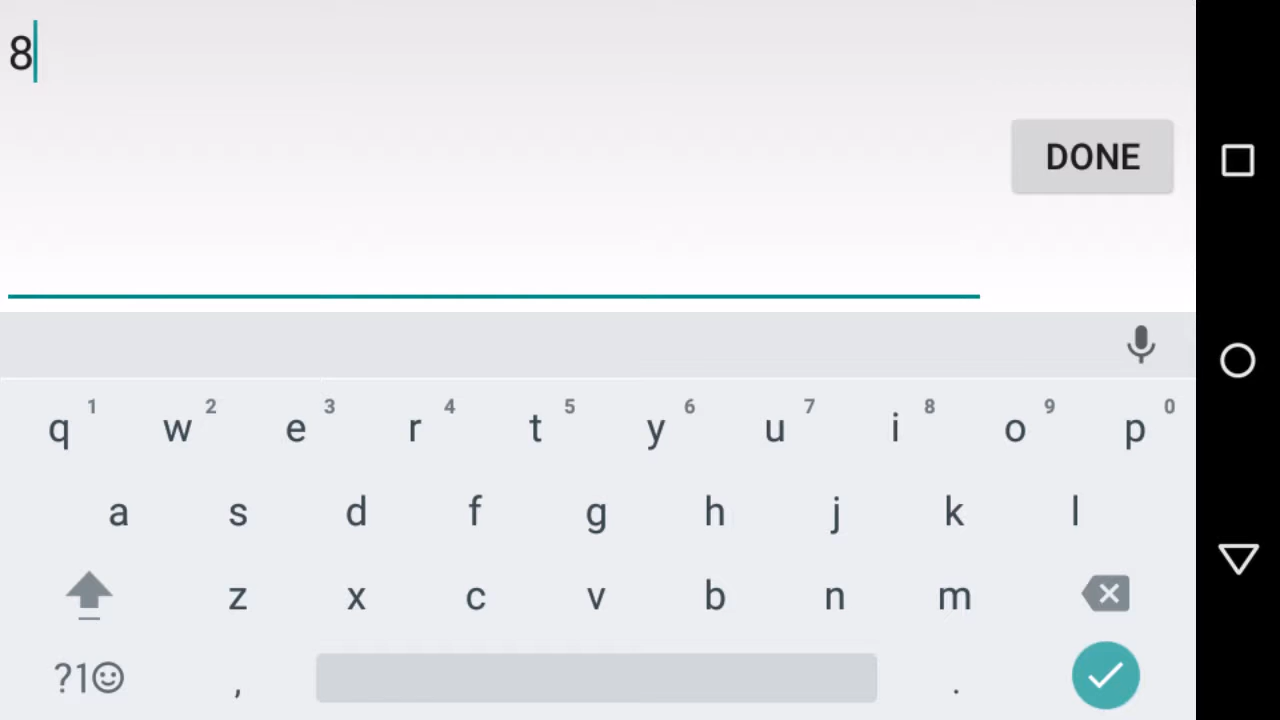 8
DONE
1 2 3 4 5 6 7 8 9 0
q w e r t y u i o p
a s d f g h j k l
z x c v b n m
?1☺ , .